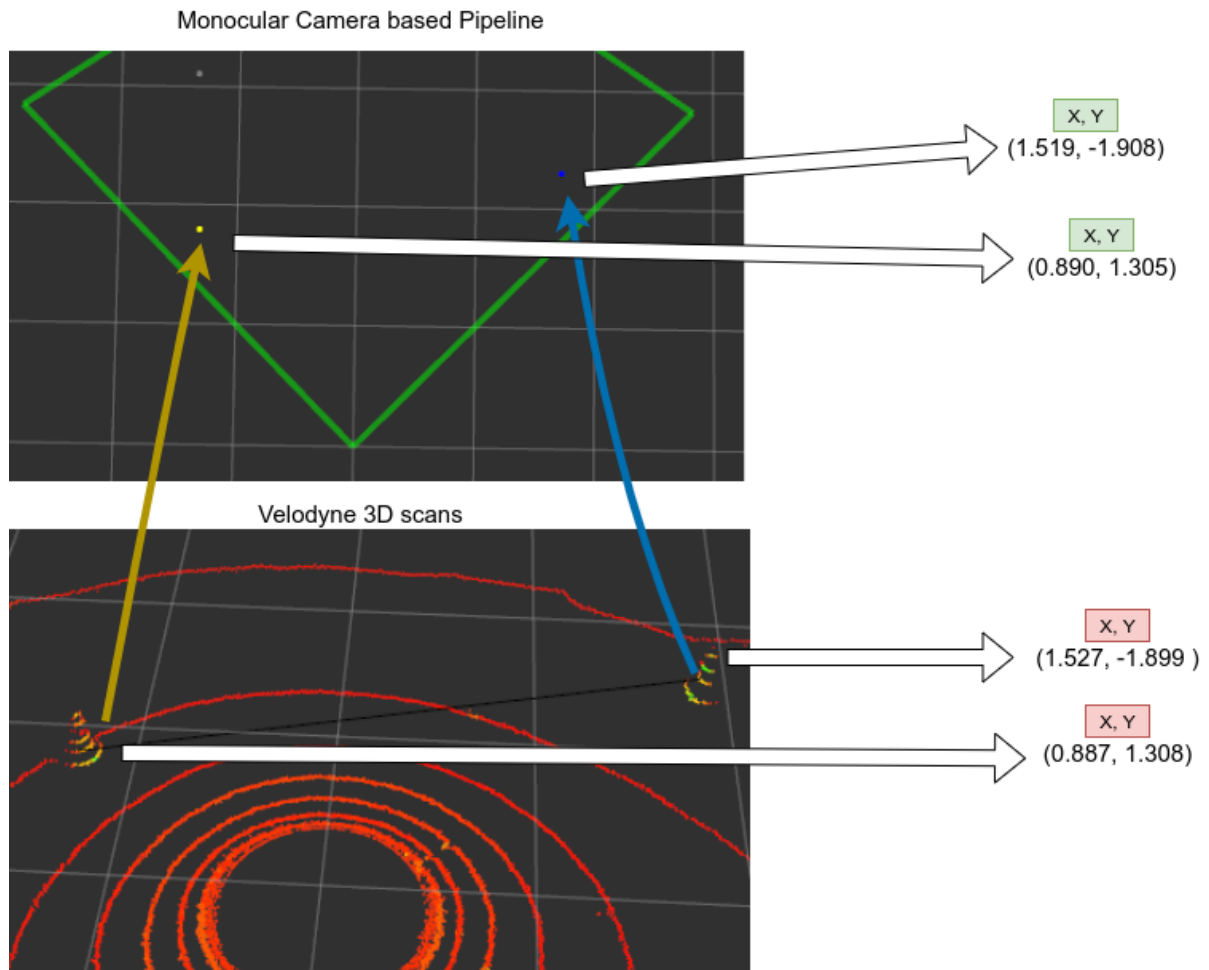 Monocular Camera based Pipeline
X, Y
(1.519, -1.908)
X, Y
(0.890, 1.305)
Velodyne 3D scans
X, Y
(1.527, -1.899 )
X, Y
(0.887, 1.308)